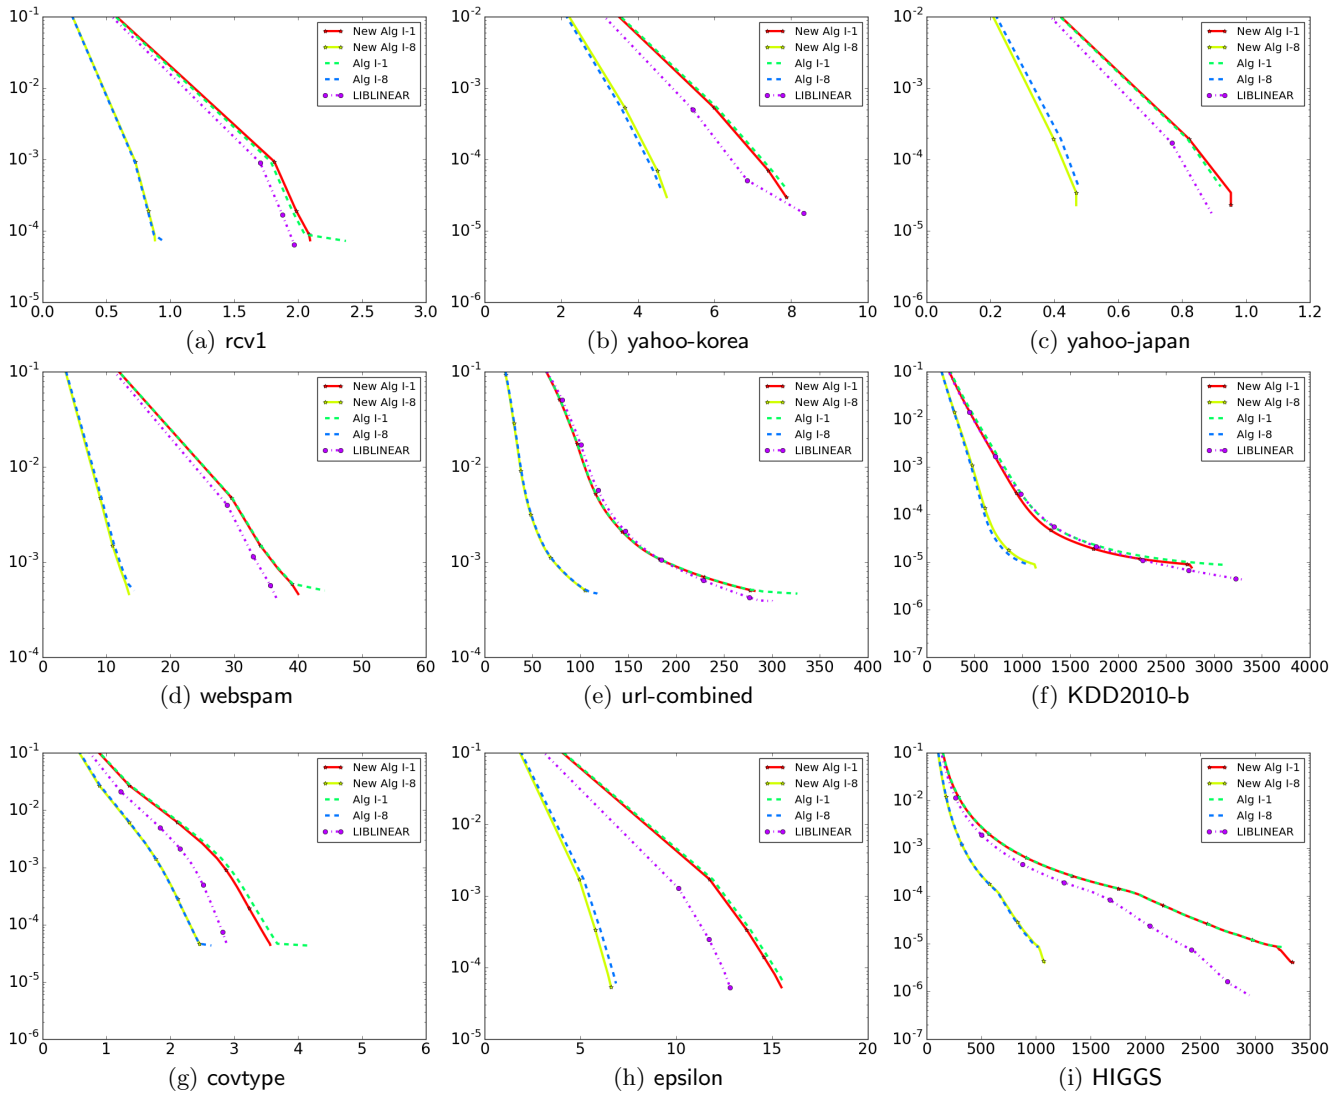 10^-1
10^-2
10^-3
10^-4
10^-5
0.0 0.5 1.0 1.5 2.0 2.5 3.0
New Alg I-1
New Alg I-8
Alg I-1
Alg I-8
LIBLINEAR
(a) rcv1
10^-2
10^-3
10^-4
10^-5
10^-6
0 2 4 6 8 10
New Alg I-1
New Alg I-8
Alg I-1
Alg I-8
LIBLINEAR
(b) yahoo-korea
10^-2
10^-3
10^-4
10^-5
10^-6
0.0 0.2 0.4 0.6 0.8 1.0 1.2
New Alg I-1
New Alg I-8
Alg I-1
Alg I-8
LIBLINEAR
(c) yahoo-japan
10^-1
10^-2
10^-3
10^-4
0 10 20 30 40 50 60
New Alg I-1
New Alg I-8
Alg I-1
Alg I-8
LIBLINEAR
(d) webspam
10^-1
10^-2
10^-3
10^-4
0 50 100 150 200 250 300 350 400
New Alg I-1
New Alg I-8
Alg I-1
Alg I-8
LIBLINEAR
(e) url-combined
10^-1
10^-2
10^-3
10^-4
10^-5
10^-6
10^-7
0 500 1000 1500 2000 2500 3000 3500 4000
New Alg I-1
New Alg I-8
Alg I-1
Alg I-8
LIBLINEAR
(f) KDD2010-b
10^-1
10^-2
10^-3
10^-4
10^-5
10^-6
0 1 2 3 4 5 6
New Alg I-1
New Alg I-8
Alg I-1
Alg I-8
LIBLINEAR
(g) covtype
10^-1
10^-2
10^-3
10^-4
10^-5
0 5 10 15 20
New Alg I-1
New Alg I-8
Alg I-1
Alg I-8
LIBLINEAR
(h) epsilon
10^-1
10^-2
10^-3
10^-4
10^-5
10^-6
10^-7
0 500 1000 1500 2000 2500 3000 3500
New Alg I-1
New Alg I-8
Alg I-1
Alg I-8
LIBLINEAR
(i) HIGGS